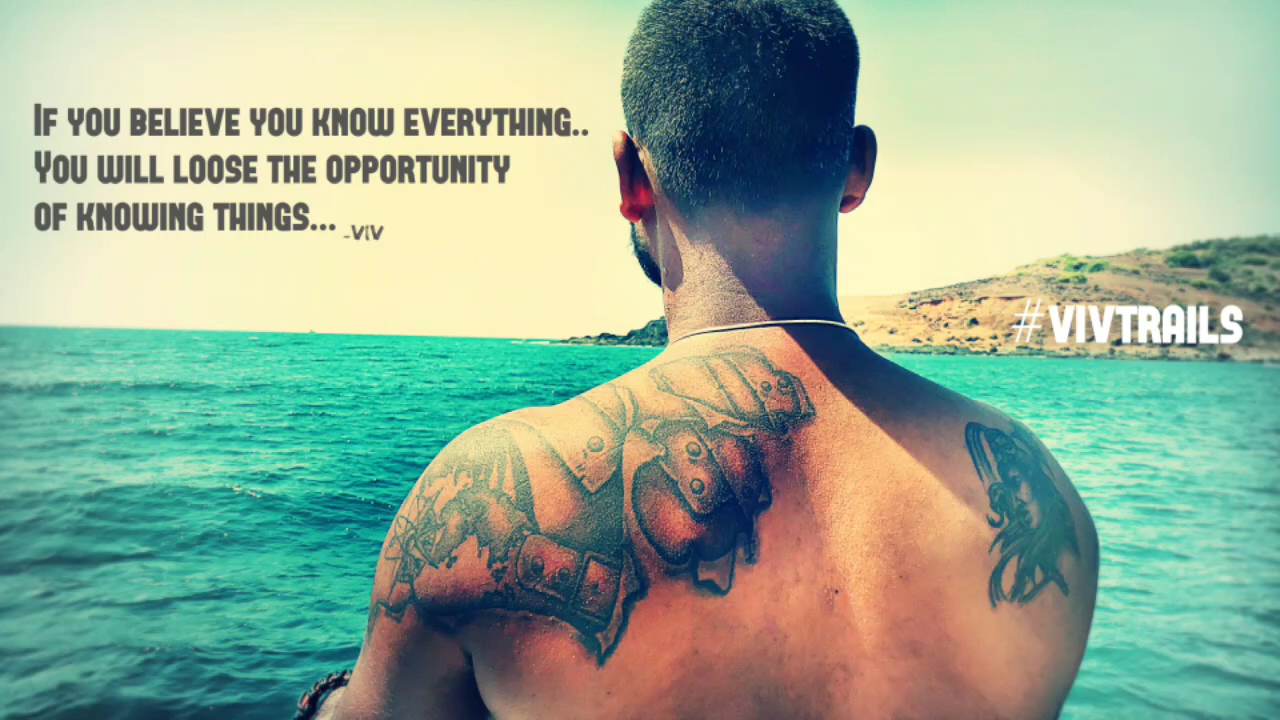 If you believe you know everything..
You will loose the opportunity
of knowing things... -viv
#VIVTRAILS